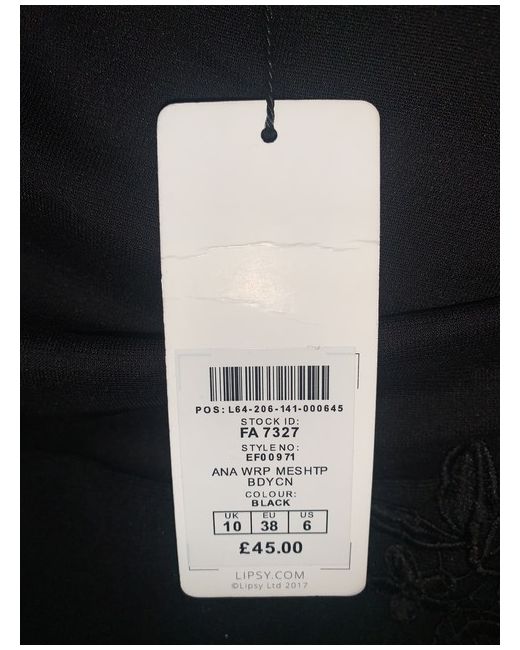 POS: L64-206-141-000645
STOCK ID:
FA 7327
STYLE NO:
EF00971
ANA WRP MESHTP
BDYCN
COLOUR:
BLACK
UK EU US
10 38 6
£45.00
LIPSY.COM
©Lipsy Ltd 2017